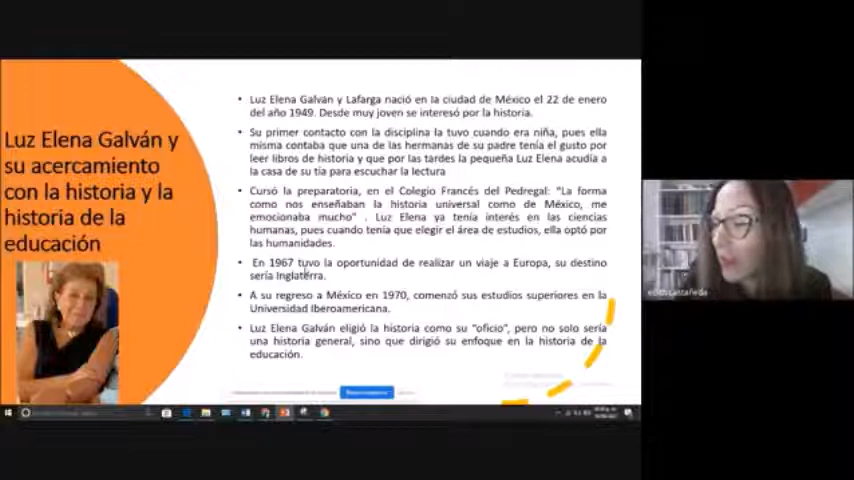 Luz Elena Galván y
su acercamiento
con la historia y la
historia de la
educación
• Luz Elena Galván y Lafarga nació en la ciudad de México el 22 de enero
del año 1949. Desde muy joven se interesó por la historia.
• Su primer contacto con la disciplina la tuvo cuando era niña, pues ella
misma contaba que una de las hermanas de su padre tenía el gusto por
leer libros de historia y que por las tardes la pequeña Luz Elena acudía a
la casa de su tía para escuchar la lectura
• Cursó la preparatoria, en el Colegio Francés del Pedregal: “La forma
como nos enseñaban la historia universal como de México, me
emocionaba mucho” . Luz Elena ya tenía interés en las ciencias
humanas, pues cuando tenía que elegir el área de estudios, ella optó por
las humanidades.
• En 1967 tuvo la oportunidad de realizar un viaje a Europa, su destino
sería Inglaterra.
• A su regreso a México en 1970, comenzó sus estudios superiores en la
Universidad Iberoamericana.
• Luz Elena Galván eligió la historia como su “oficio”, pero no solo sería
una historia general, sino que dirigió su enfoque en la historia de la
educación.
edith castañeda